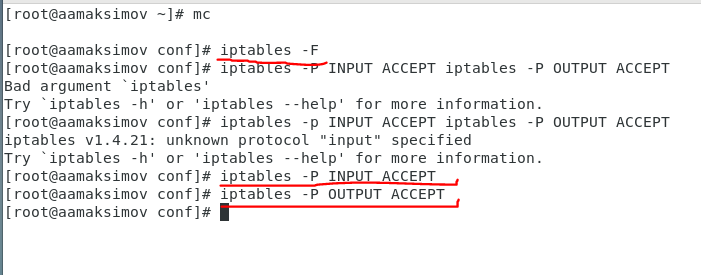 [root@aamaksimov ~]# mc
[root@aamaksimov conf]# iptables -F
[root@aamaksimov conf]# iptables -P INPUT ACCEPT iptables -P OUTPUT ACCEPT
Bad argument `iptables'
Try `iptables -h' or 'iptables --help' for more information.
[root@aamaksimov conf]# iptables -p INPUT ACCEPT iptables -P OUTPUT ACCEPT
iptables v1.4.21: unknown protocol "input" specified
Try `iptables -h' or 'iptables --help' for more information.
[root@aamaksimov conf]# iptables -P INPUT ACCEPT
[root@aamaksimov conf]# iptables -P OUTPUT ACCEPT
[root@aamaksimov conf]#